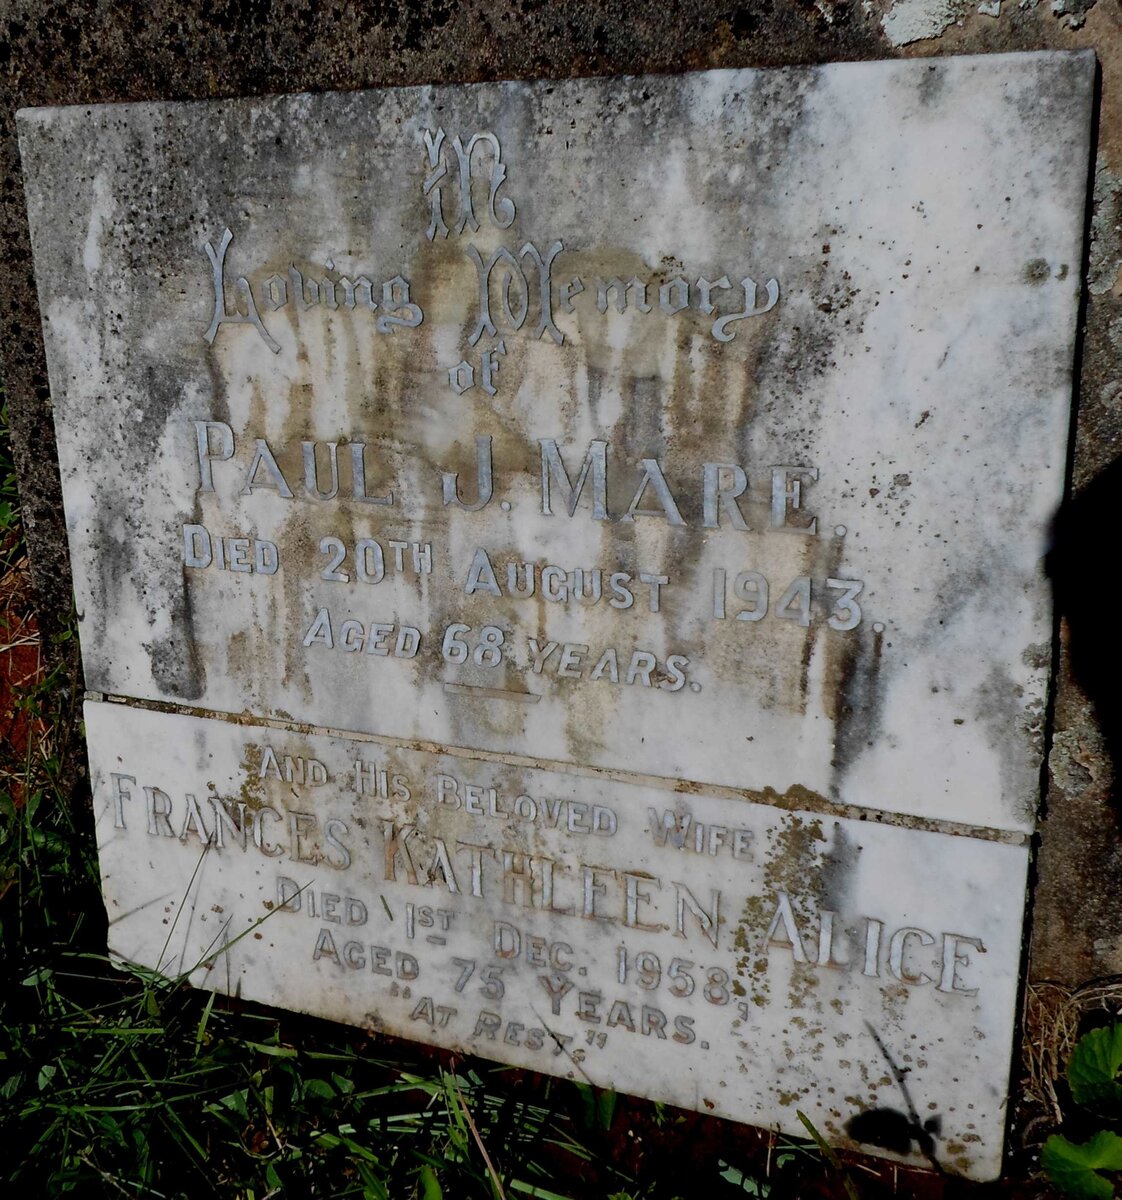 In
Loving Memory
of
PAUL J. MARE.
DIED 20TH AUGUST 1943.
AGED 68 YEARS.
AND HIS BELOVED WIFE
FRANCES KATHLEEN ALICE
DIED 1ST DEC. 1958,
AGED 75 YEARS.
"AT REST."